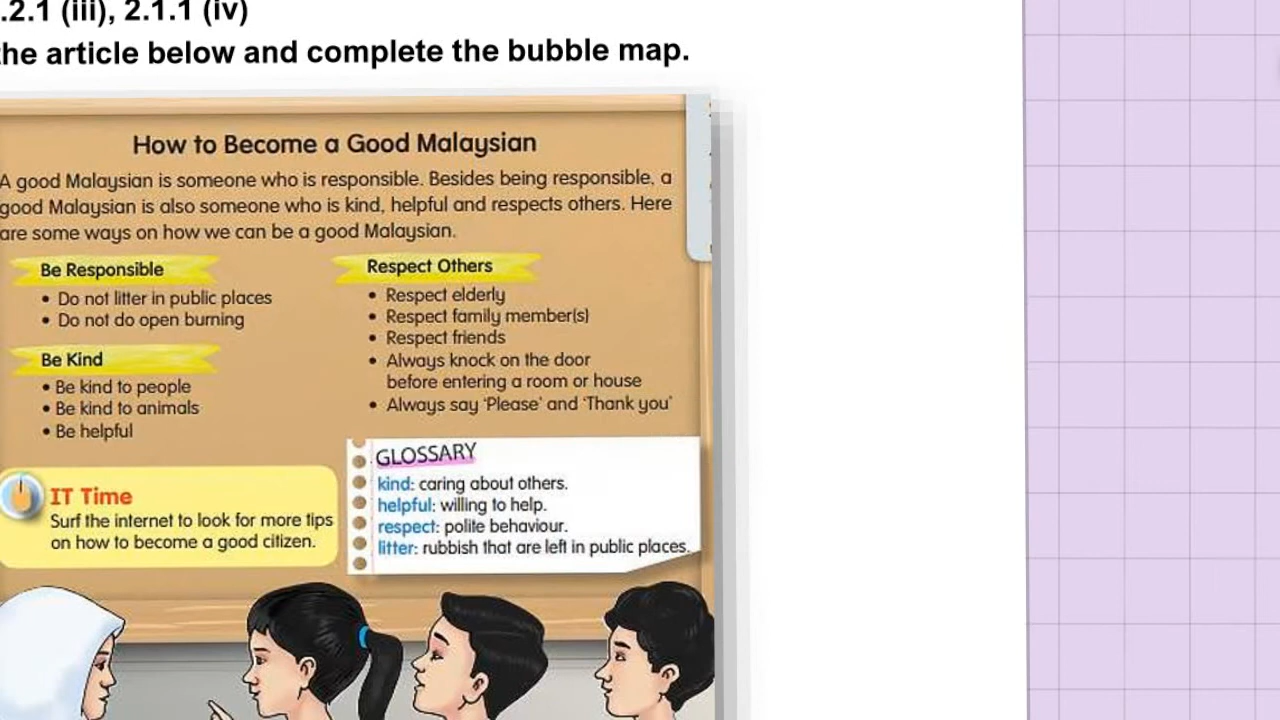 .2.1 (iii), 2.1.1 (iv)
the article below and complete the bubble map.
How to Become a Good Malaysian
A good Malaysian is someone who is responsible. Besides being responsible, a
good Malaysian is also someone who is kind, helpful and respects others. Here
are some ways on how we can be a good Malaysian.
Be Responsible
• Do not litter in public places
• Do not do open burning
Be Kind
• Be kind to people
• Be kind to animals
• Be helpful
Respect Others
• Respect elderly
• Respect family member(s)
• Respect friends
• Always knock on the door
before entering a room or house
• Always say 'Please' and 'Thank you'
IT Time
Surf the internet to look for more tips
on how to become a good citizen.
GLOSSARY
kind: caring about others.
helpful: willing to help.
respect: polite behaviour.
litter: rubbish that are left in public places.